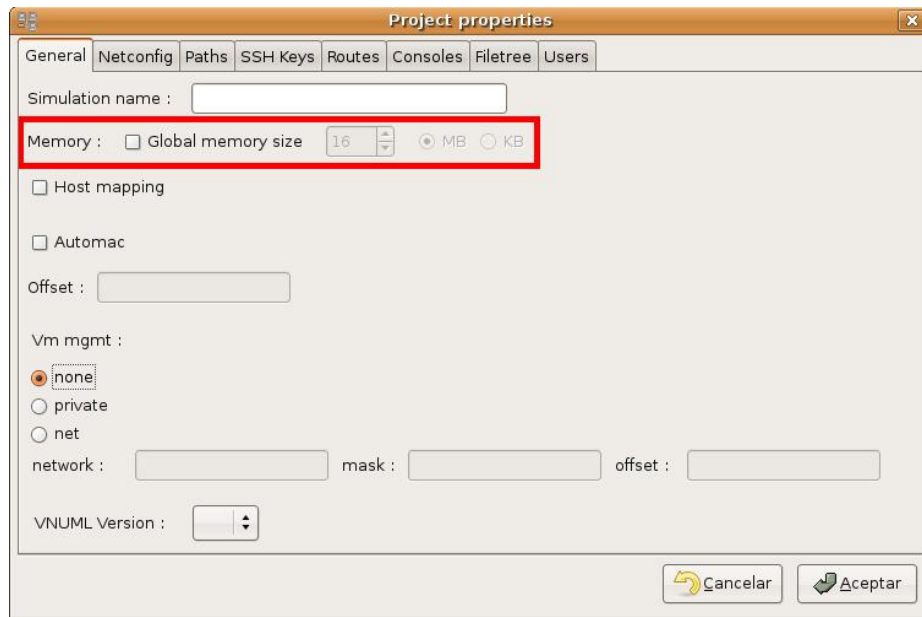 Project properties
General Netconfig Paths SSH Keys Routes Consoles Filetree Users
Simulation name :
Memory : Global memory size 16 MB KB
Host mapping
Automac
Offset :
Vm mgmt :
none
private
net
network : mask : offset :
VNUML Version :
Cancelar Aceptar